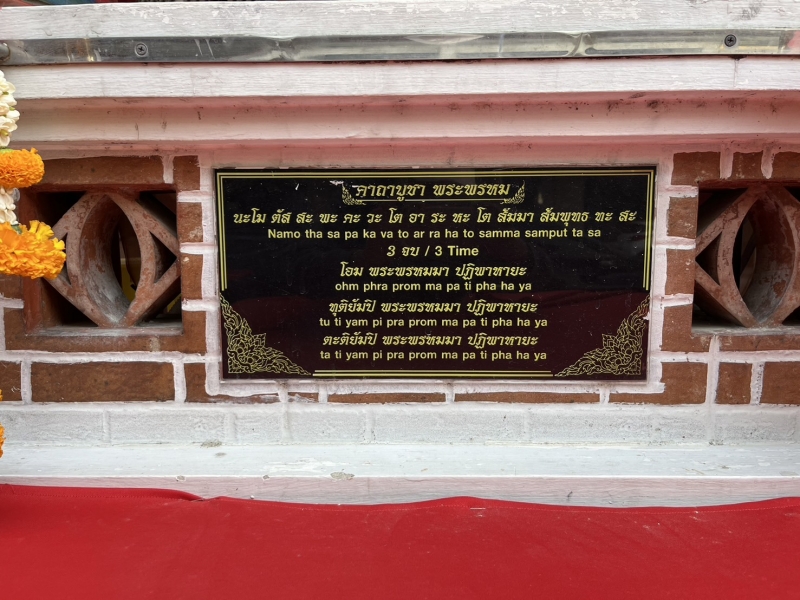 คาถาบูชา พระพรหม
นะโม ตัส สะ พะ คะ วะ โต อา ระ หะ โต สัมมา สัมพุทธ ทะ สะ
Namo tha sa pa ka va to ar ra ha to samma samput ta sa
3 จบ / 3 Time
โอม พระพรหมมา ปฏิพาหายะ
ohm phra prom ma pa ti pha ha ya
ทุติยัมปิ พระพรหมมา ปฏิพาหายะ
tu ti yam pi pra prom ma pa ti pha ha ya
ตะติยัมปิ พระพรหมมา ปฏิพาหายะ
ta ti yam pi pra prom ma pa ti pha ha ya